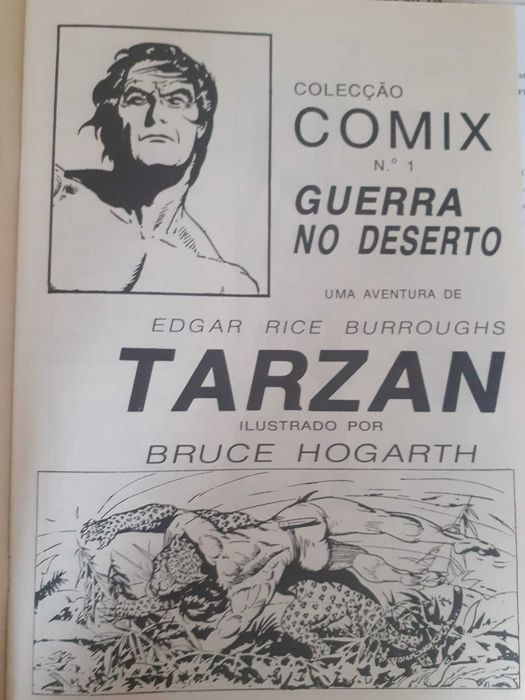 COLECÇÃO
COMIX
N.º 1
GUERRA
NO DESERTO
UMA AVENTURA DE
EDGAR RICE BURROUGHS
TARZAN
ILUSTRADO POR
BRUCE HOGARTH